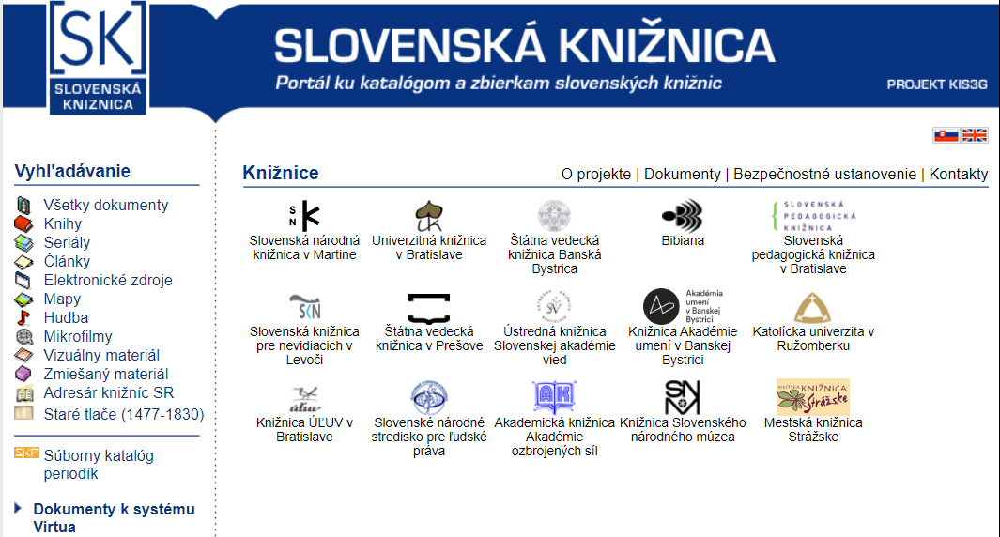 [SK]
SLOVENSKÁ
KNIZNICA
SLOVENSKÁ KNIŽNICA
Portál ku katalógom a zbierkam slovenských knižnic
PROJEKT KIS3G
Vyhľadávanie
Všetky dokumenty
Knihy
Seriály
Články
Elektronické zdroje
Mapy
Hudba
Mikrofilmy
Vizuálny materiál
Zmiešaný materiál
Adresár knižníc SR
Staré tlače (1477-1830)
SKP
Súborny katalóg
periodík
Dokumenty k systému
Virtua
Knižnice
O projekte | Dokumenty | Bezpečnostné ustanovenie | Kontakty
SNK
Slovenská národná
knižnica v Martine
UK
Univerzitná knižnica
v Bratislave
Štátna vedecká
knižnica Banská
Bystrica
Bibiana
SLOVENSKÁ
PEDAGOGICKÁ
KNIŽNICA
Slovenská
pedagogická knižnica
v Bratislave
SKN
Slovenská knižnica
pre nevidiacich v
Levoči
Štátna vedecká
knižnica v Prešove
Ústredná knižnica
Slovenskej akadémie
vied
Akadémia
umení
v Banskej
Bystrici
Knižnica Akadémie
umení v Banskej
Bystrici
Katolícka univerzita v
Ružomberku
úľuv
Knižnica ÚĽUV v
Bratislave
Slovenské národné
stredisko pre ľudské
práva
AK
Akademická knižnica
Akadémie
ozbrojených síl
SNM
Knižnica Slovenského
národného múzea
MESTSKÁ KNIŽNICA
Strážske
Mestská knižnica
Strážske